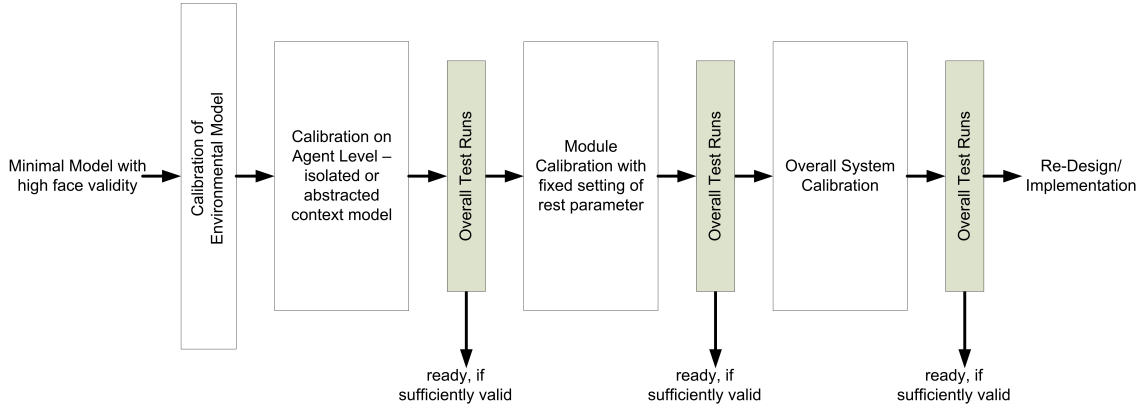 Minimal Model with
high face validity
Calibration of
Environmental Model
Calibration on
Agent Level –
isolated or
abstracted
context model
Overall Test Runs
ready, if
sufficiently valid
Module
Calibration with
fixed setting of
rest parameter
Overall Test Runs
ready, if
sufficiently valid
Overall System
Calibration
Overall Test Runs
ready, if
sufficiently valid
Re-Design/
Implementation